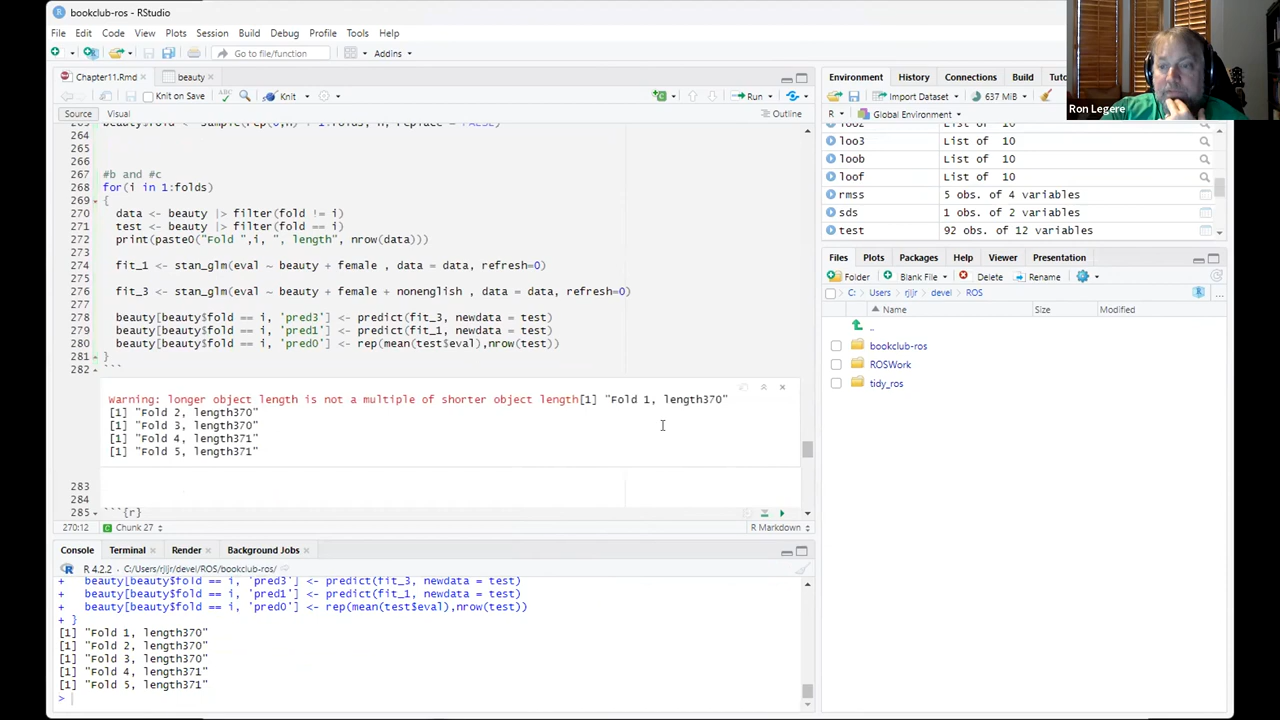 bookclub-ros - RStudio
File Edit Code View Plots Session Build Debug Profile Tools Help
Go to file/function Addins
Ron Legere
Chapter11.Rmd beauty
Knit on Save Knit Run
Source Visual Outline
264
265
266
267 #b and #c
268 for(i in 1:folds)
269 {
270 data <- beauty |> filter(fold != i)
271 test <- beauty |> filter(fold == i)
272 print(paste0("Fold ",i, ", length", nrow(data)))
273
274 fit_1 <- stan_glm(eval ~ beauty + female , data = data, refresh=0)
275
276 fit_3 <- stan_glm(eval ~ beauty + female + nonenglish , data = data, refresh=0)
277
278 beauty[beauty$fold == i, 'pred3'] <- predict(fit_3, newdata = test)
279 beauty[beauty$fold == i, 'pred1'] <- predict(fit_1, newdata = test)
280 beauty[beauty$fold == i, 'pred0'] <- rep(mean(test$eval),nrow(test))
281 }
282 ```
warning: longer object length is not a multiple of shorter object length[1] "Fold 1, length370"
[1] "Fold 2, length370"
[1] "Fold 3, length370"
[1] "Fold 4, length371"
[1] "Fold 5, length371"
283
284
285 ```{r}
270:12 Chunk 27 R Markdown
Console Terminal Render Background Jobs
R 4.2.2 · C:/Users/rjljr/devel/ROS/bookclub-ros/
+ beauty[beauty$fold == i, 'pred3'] <- predict(fit_3, newdata = test)
+ beauty[beauty$fold == i, 'pred1'] <- predict(fit_1, newdata = test)
+ beauty[beauty$fold == i, 'pred0'] <- rep(mean(test$eval),nrow(test))
+ }
[1] "Fold 1, length370"
[1] "Fold 2, length370"
[1] "Fold 3, length370"
[1] "Fold 4, length371"
[1] "Fold 5, length371"
>
Environment History Connections Build Tu
Import Dataset 637 MiB
R Global Environment
loo3 List of 10
loob List of 10
loof List of 10
rmss 5 obs. of 4 variables
sds 1 obs. of 2 variables
test 92 obs. of 12 variables
Files Plots Packages Help Viewer Presentation
Folder Blank File Delete Rename
C: Users rjljr devel ROS
Name Size Modified
..
bookclub-ros
ROSWork
tidy_ros